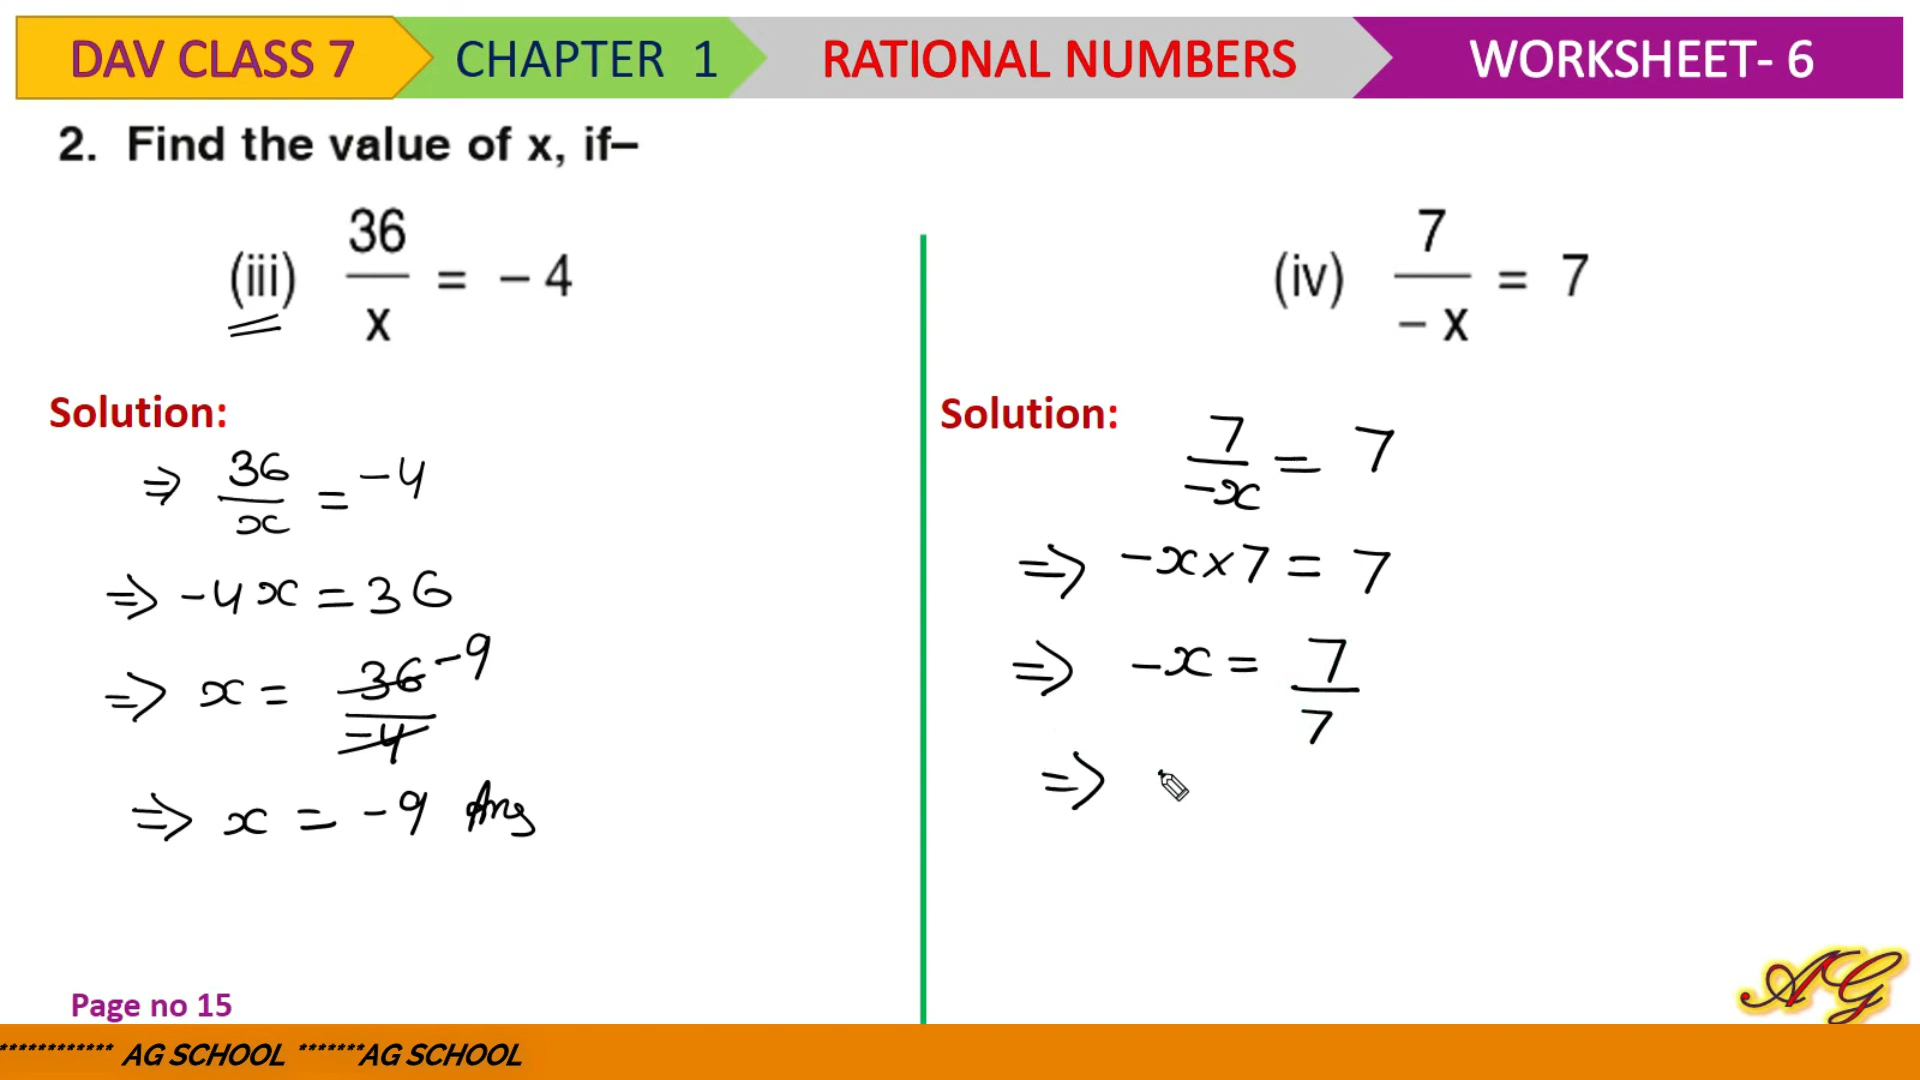 DAV CLASS 7 CHAPTER 1 RATIONAL NUMBERS WORKSHEET- 6
2. Find the value of x, if–
(iii) 36/x = – 4
Solution:
⇒ 36/x = -4
⇒ -4x = 36
⇒ x = 36/-4 -9
⇒ x = -9 Ans
(iv) 7/– x = 7
Solution:
7/-x = 7
⇒ -x×7 = 7
⇒ -x = 7/7
⇒
AG
Page no 15
************ AG SCHOOL *******AG SCHOOL